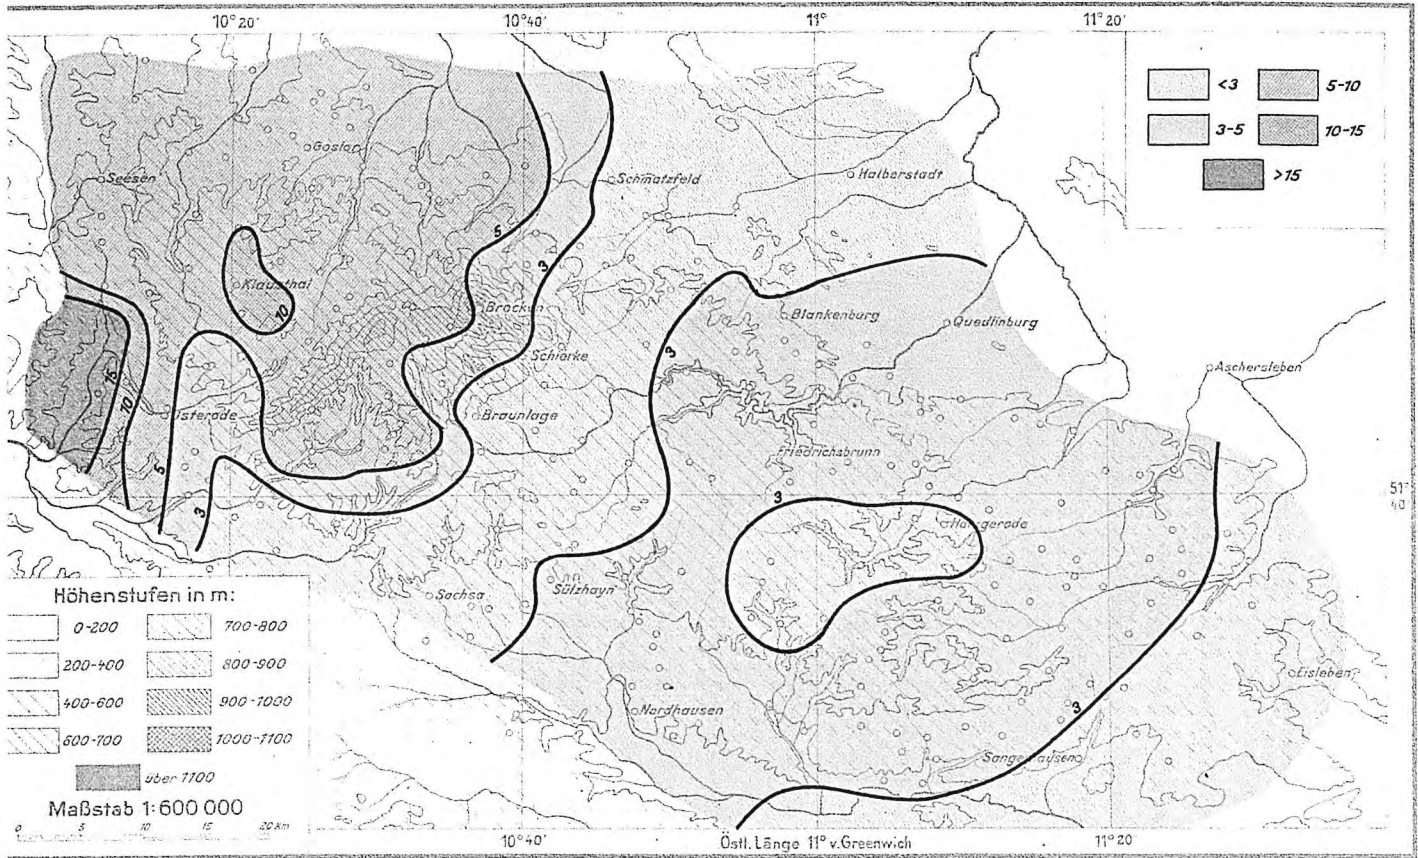 10°20'
10°40'
11°
11°20'
<3
5-10
3-5
10-15
>15
Goslar
Seesen
Schmatzfeld
Halberstadt
5
3
Klausthal
10
Brocken
Blankenburg
Quedlinburg
Schierke
3
Aschersleben
15
10
Osterode
Braunlage
Friedrichsbrunn
5
3
3
51°
40
Harzgerode
Sachsa
Sülzhayn
Höhenstufen in m:
0-200
700-800
200-400
800-900
400-600
900-1000
600-700
1000-1100
über 1100
Eisleben
Nordhausen
3
Sangerhausen
Maßstab 1:600 000
0 5 10 15 20 Km
10°40'
Östl. Länge 11° v. Greenwich
11°20